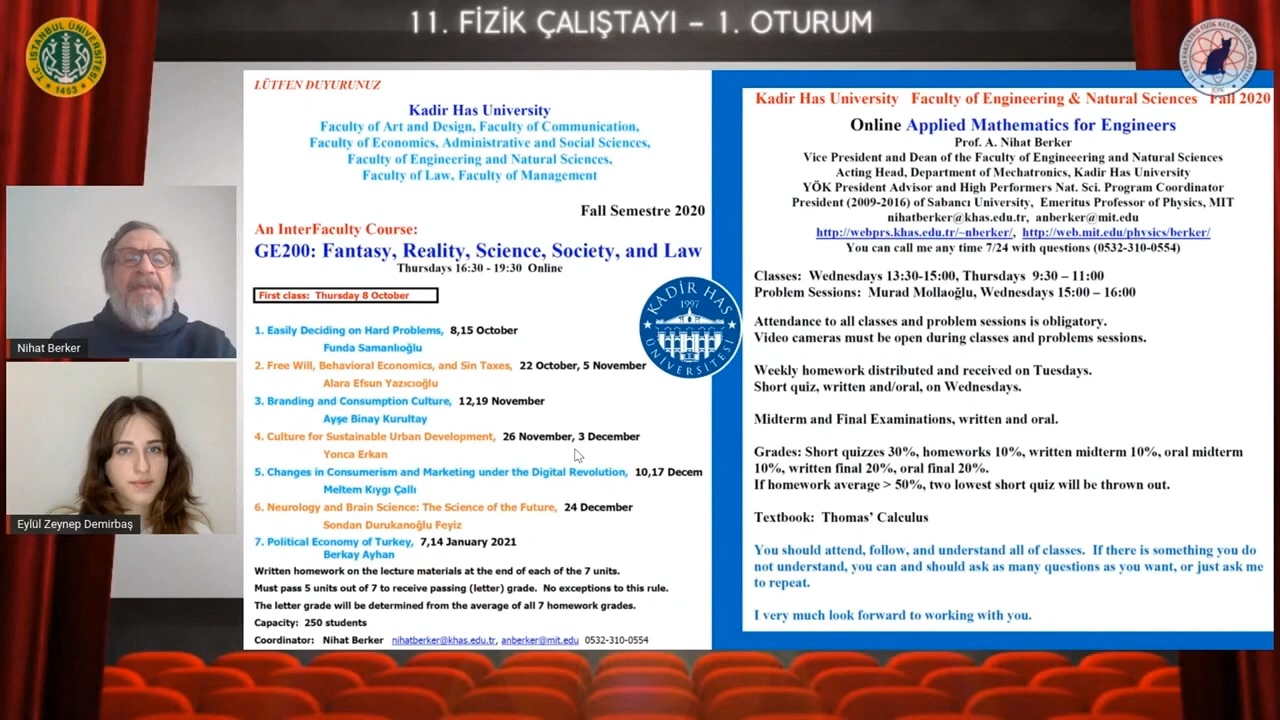 11. FİZİK ÇALIŞTAYI – 1. OTURUM
T.C. İSTANBUL ÜNİVERSİTESİ
1453
LÜTFEN DUYURUNUZ
Kadir Has University
Faculty of Art and Design, Faculty of Communication,
Faculty of Economics, Administrative and Social Sciences,
Faculty of Engineering and Natural Sciences,
Faculty of Law, Faculty of Management
Fall Semestre 2020
An InterFaculty Course:
GE200: Fantasy, Reality, Science, Society, and Law
Thursdays 16:30 - 19:30 Online
First class: Thursday 8 October
1. Easily Deciding on Hard Problems, 8,15 October
Funda Samanlıoğlu
2. Free Will, Behavioral Economics, and Sin Taxes, 22 October, 5 November
Alara Efsun Yazıcıoğlu
3. Branding and Consumption Culture, 12,19 November
Ayşe Binay Kurultay
4. Culture for Sustainable Urban Development, 26 November, 3 December
Yonca Erkan
5. Changes in Consumerism and Marketing under the Digital Revolution, 10,17 Decem
Meltem Kıygı Çallı
6. Neurology and Brain Science: The Science of the Future, 24 December
Sondan Durukanoğlu Feyiz
7. Political Economy of Turkey, 7,14 January 2021
Berkay Ayhan
Written homework on the lecture materials at the end of each of the 7 units.
Must pass 5 units out of 7 to receive passing (letter) grade. No exceptions to this rule.
The letter grade will be determined from the average of all 7 homework grades.
Capacity: 250 students
Coordinator: Nihat Berker nihatberker@khas.edu.tr, anberker@mit.edu 0532-310-0554
KADİR HAS ÜNİVERSİTESİ
1997
Kadir Has University Faculty of Engineering & Natural Sciences Fall 2020
Online Applied Mathematics for Engineers
Prof. A. Nihat Berker
Vice President and Dean of the Faculty of Engineeering and Natural Sciences
Acting Head, Department of Mechatronics, Kadir Has University
YÖK President Advisor and High Performers Nat. Sci. Program Coordinator
President (2009-2016) of Sabancı University, Emeritus Professor of Physics, MIT
nihatberker@khas.edu.tr, anberker@mit.edu
http://webprs.khas.edu.tr/~nberker/, http://web.mit.edu/physics/berker/
You can call me any time 7/24 with questions (0532-310-0554)
Classes: Wednesdays 13:30-15:00, Thursdays 9:30 – 11:00
Problem Sessions: Murad Mollaoğlu, Wednesdays 15:00 – 16:00
Attendance to all classes and problem sessions is obligatory.
Video cameras must be open during classes and problems sessions.
Weekly homework distributed and received on Tuesdays.
Short quiz, written and/oral, on Wednesdays.
Midterm and Final Examinations, written and oral.
Grades: Short quizzes 30%, homeworks 10%, written midterm 10%, oral midterm
10%, written final 20%, oral final 20%.
If homework average > 50%, two lowest short quiz will be thrown out.
Textbook: Thomas' Calculus
You should attend, follow, and understand all of classes. If there is something you do
not understand, you can and should ask as many questions as you want, or just ask me
to repeat.
I very much look forward to working with you.
Nihat Berker
Eylül Zeynep Demirbaş